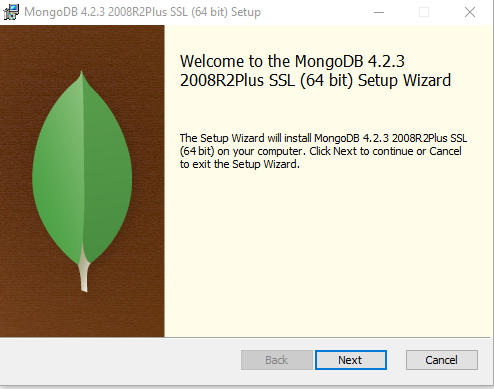 MongoDB 4.2.3 2008R2Plus SSL (64 bit) Setup
Welcome to the MongoDB 4.2.3
2008R2Plus SSL (64 bit) Setup Wizard
The Setup Wizard will install MongoDB 4.2.3 2008R2Plus SSL
(64 bit) on your computer. Click Next to continue or Cancel
to exit the Setup Wizard.
Back
Next
Cancel